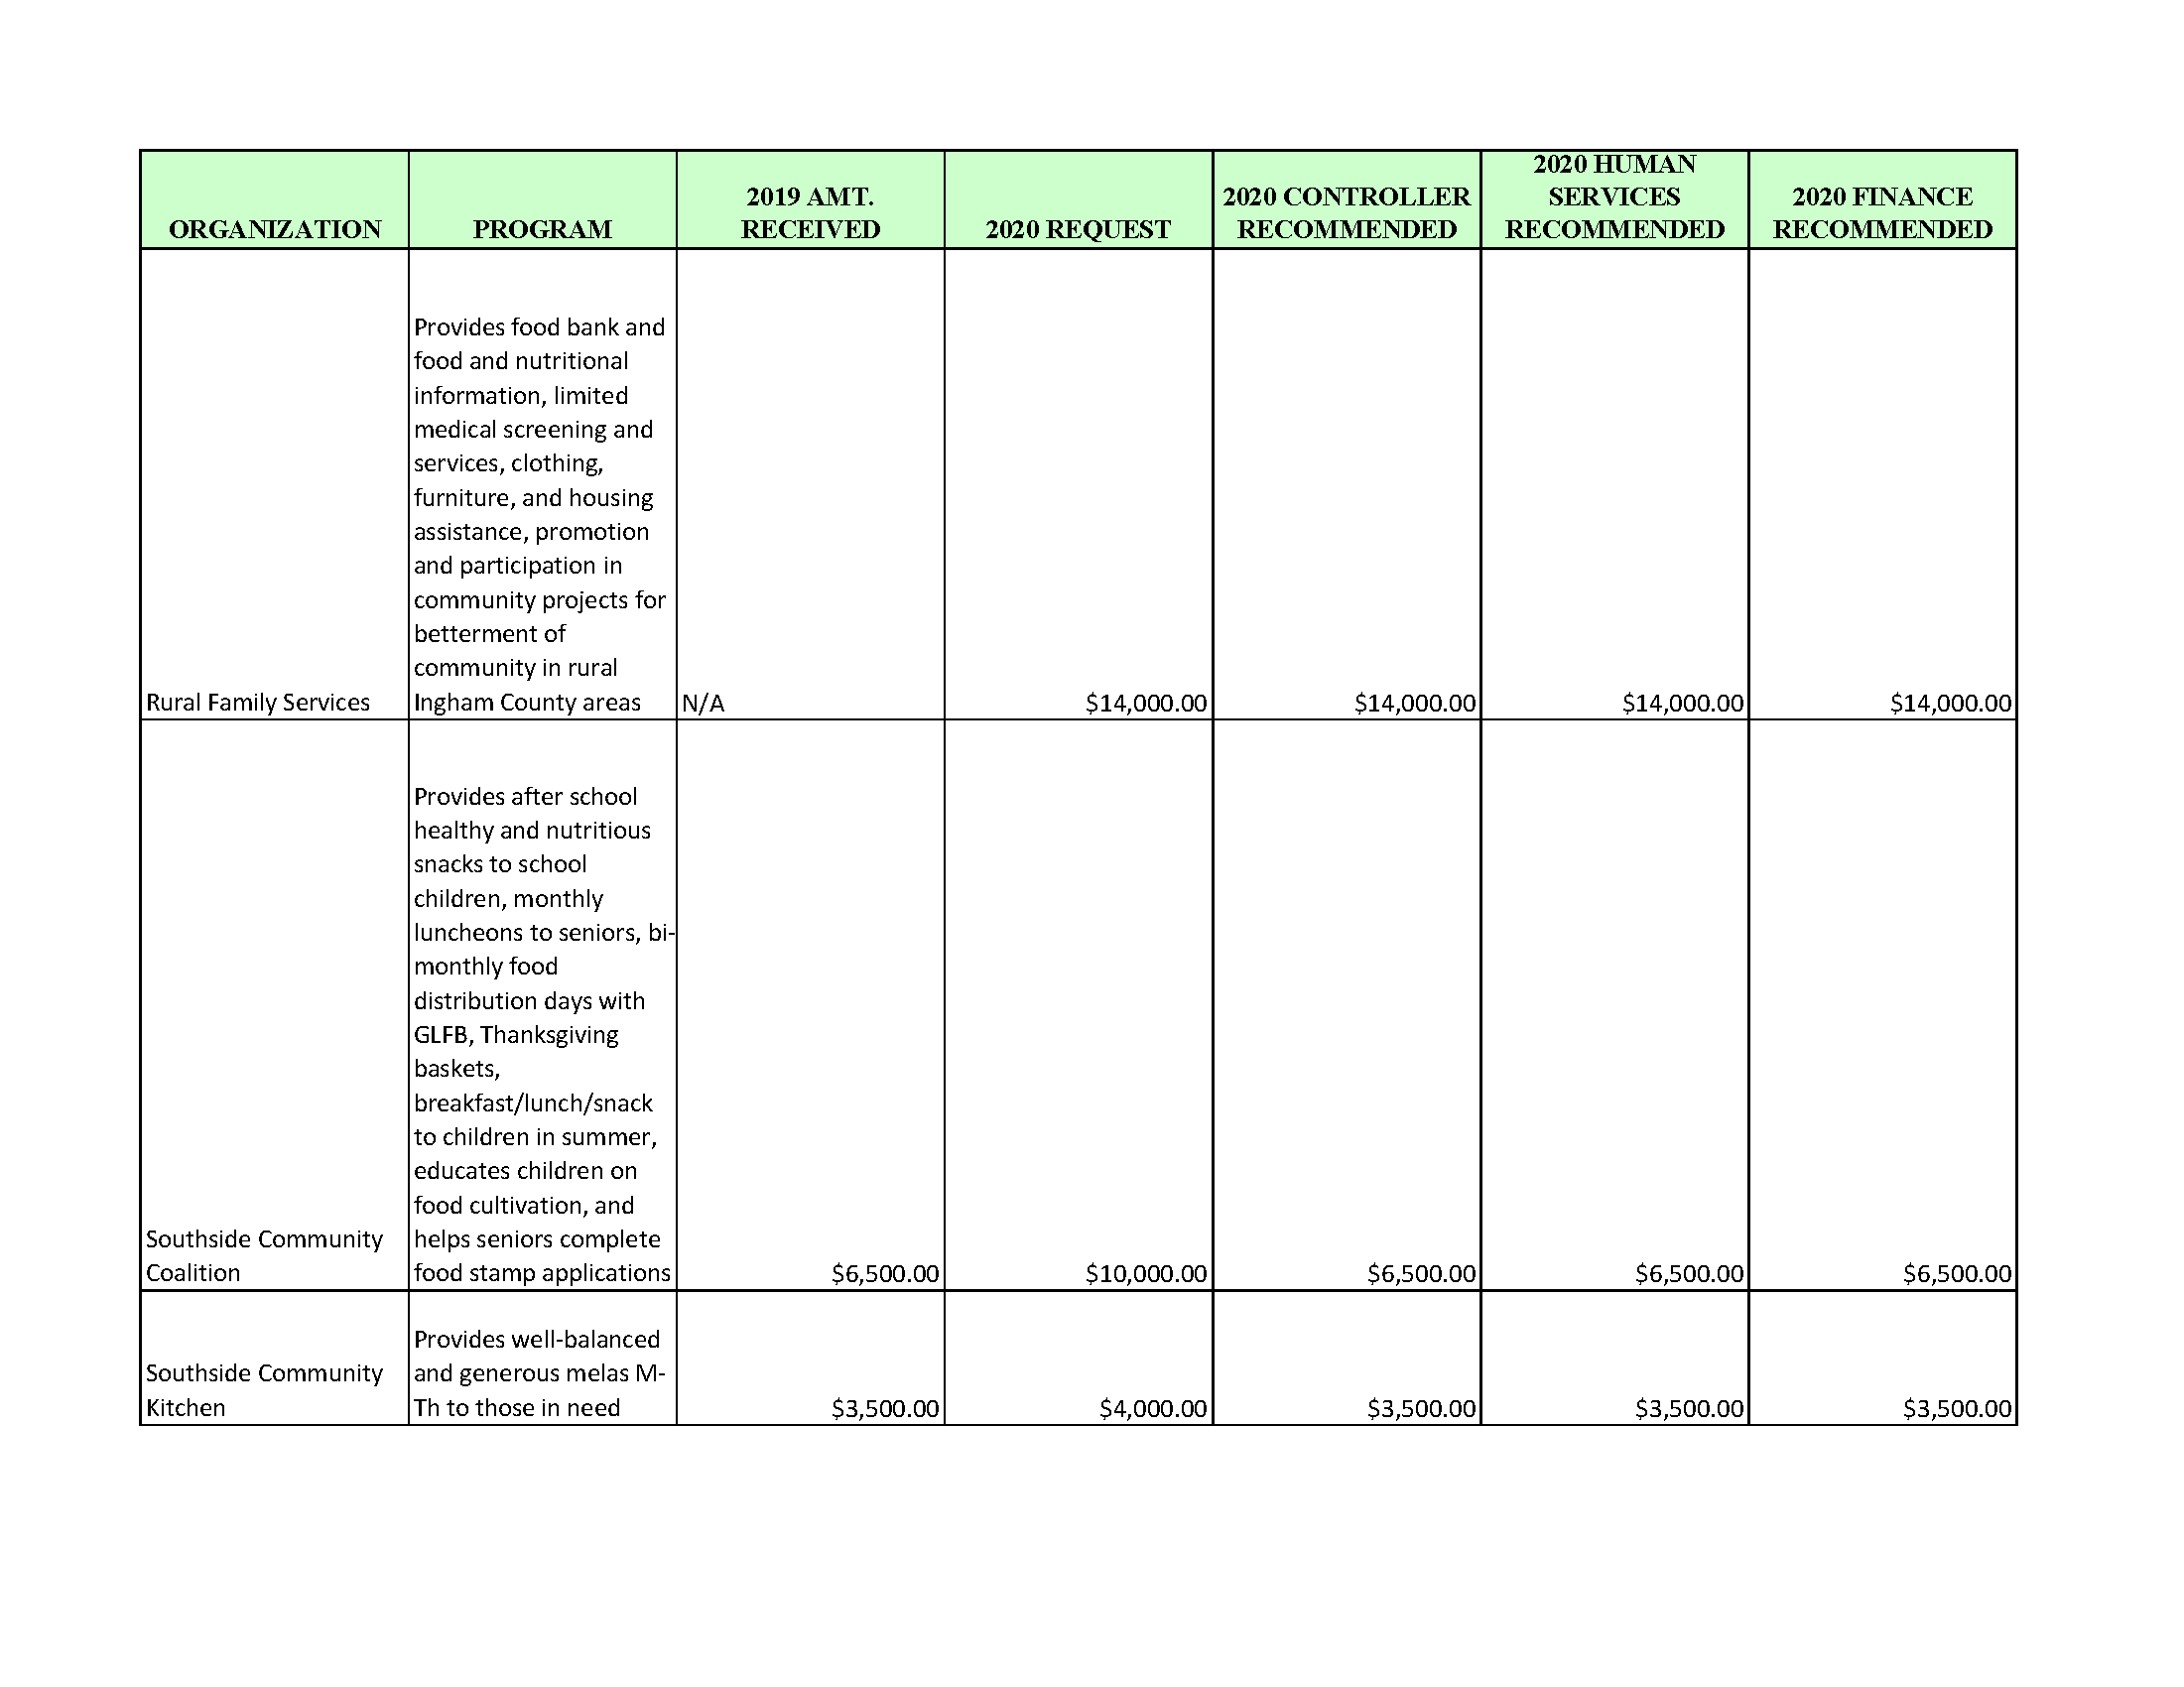 ORGANIZATION
PROGRAM
2019 AMT.
RECEIVED
2020 REQUEST
2020 CONTROLLER
RECOMMENDED
2020 HUMAN
SERVICES
RECOMMENDED
2020 FINANCE
RECOMMENDED
Rural Family Services
Provides food bank and
food and nutritional
information, limited
medical screening and
services, clothing,
furniture, and housing
assistance, promotion
and participation in
community projects for
betterment of
community in rural
Ingham County areas
N/A
$14,000.00
$14,000.00
$14,000.00
$14,000.00
Southside Community
Coalition
Provides after school
healthy and nutritious
snacks to school
children, monthly
luncheons to seniors, bi-
monthly food
distribution days with
GLFB, Thanksgiving
baskets,
breakfast/lunch/snack
to children in summer,
educates children on
food cultivation, and
helps seniors complete
food stamp applications
$6,500.00
$10,000.00
$6,500.00
$6,500.00
$6,500.00
Southside Community
Kitchen
Provides well-balanced
and generous melas M-
Th to those in need
$3,500.00
$4,000.00
$3,500.00
$3,500.00
$3,500.00